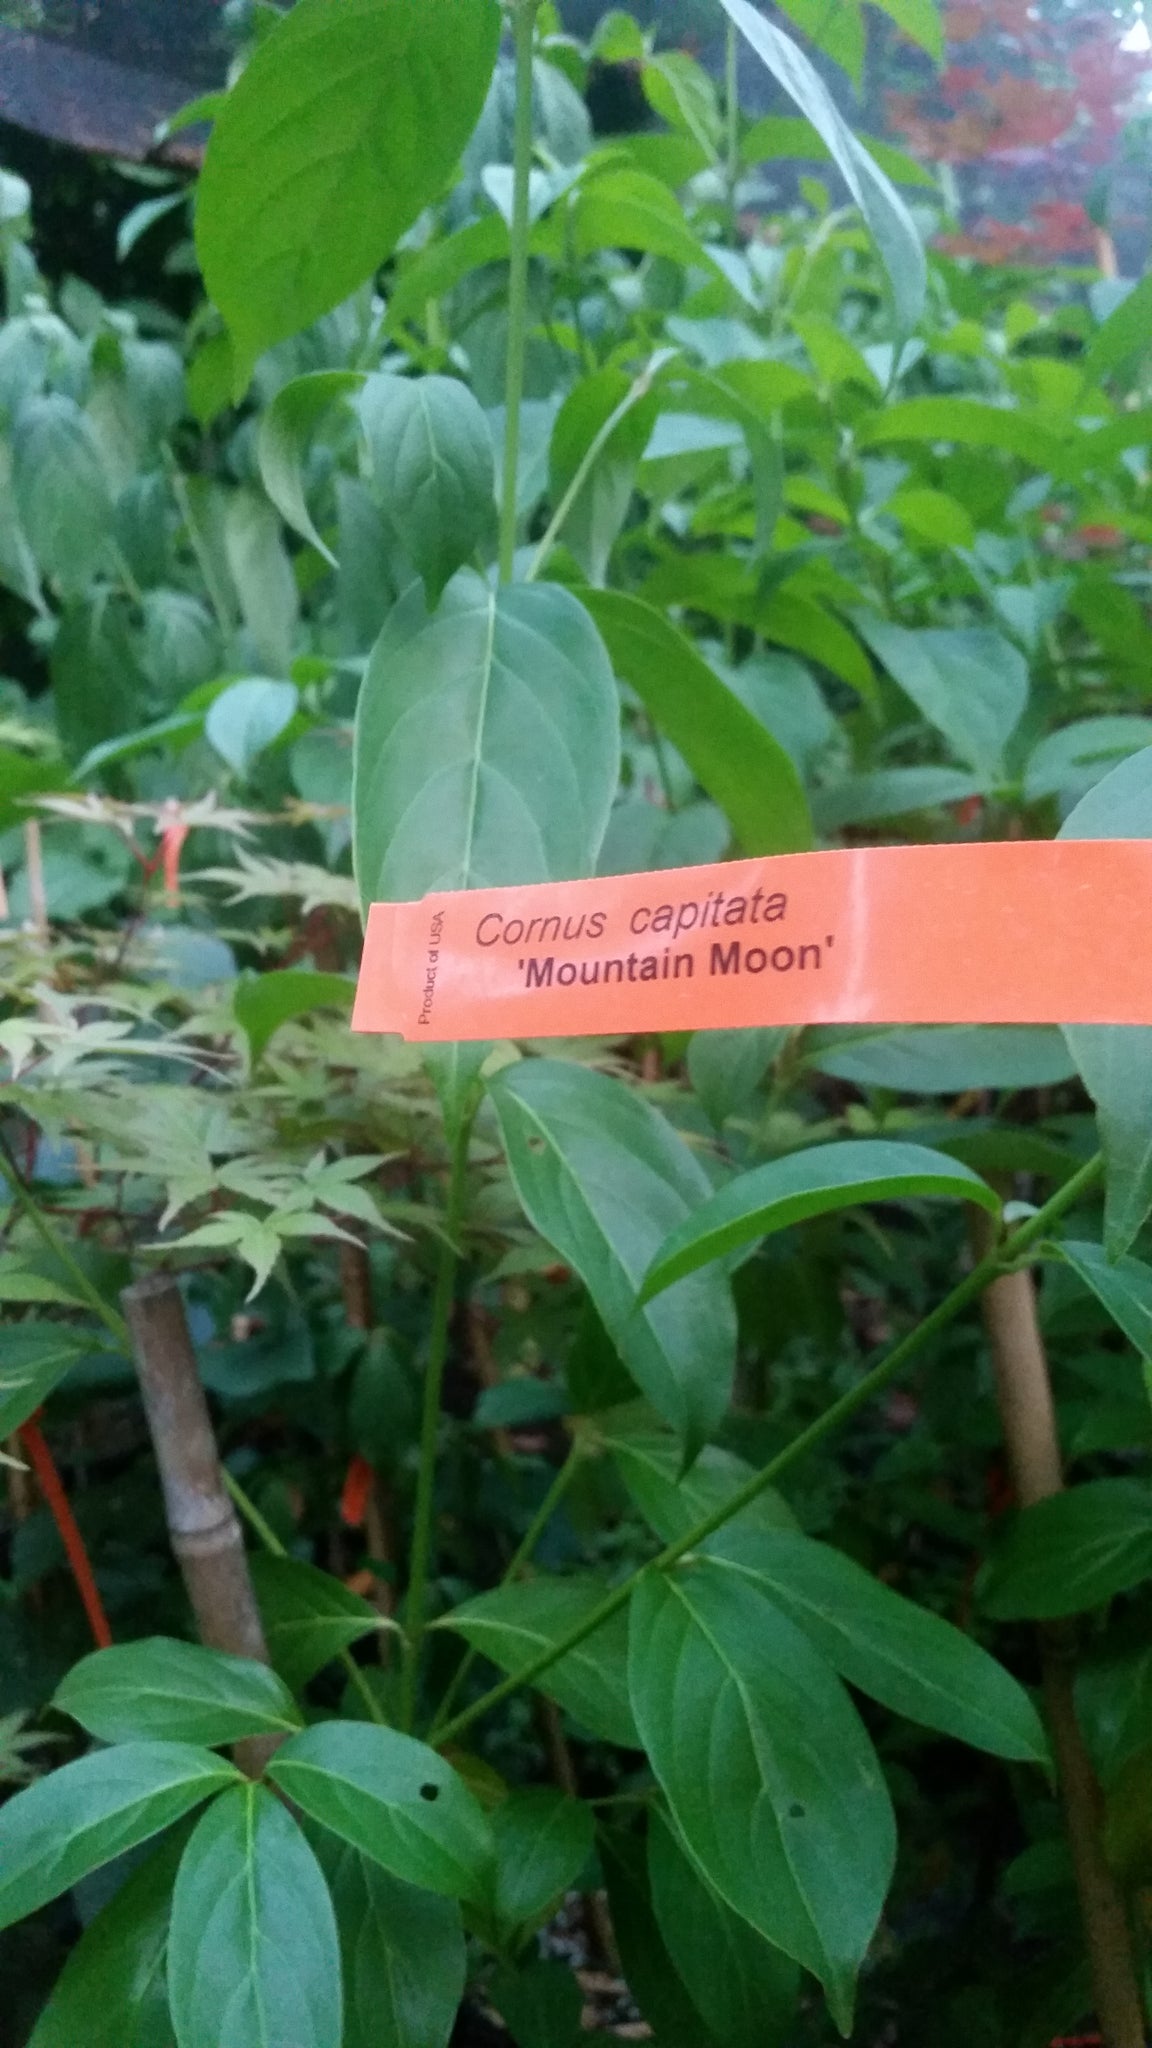 Product of USA
Cornus capitata
'Mountain Moon'